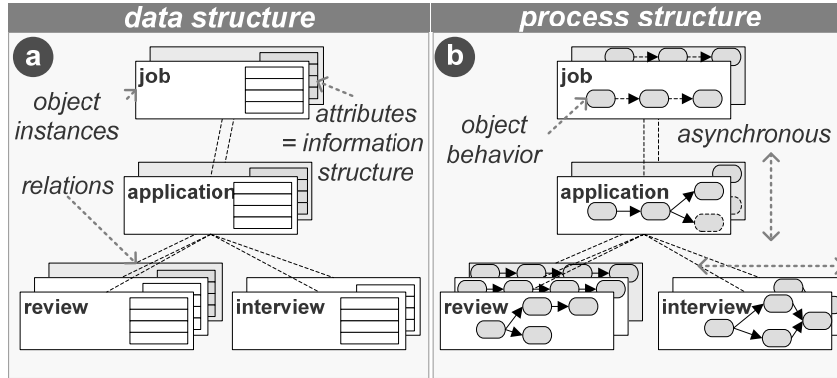 data structure
process structure
a
job
object
instances
attributes
= information
structure
relations
application
review
interview
b
job
object
behavior
asynchronous
application
review
interview